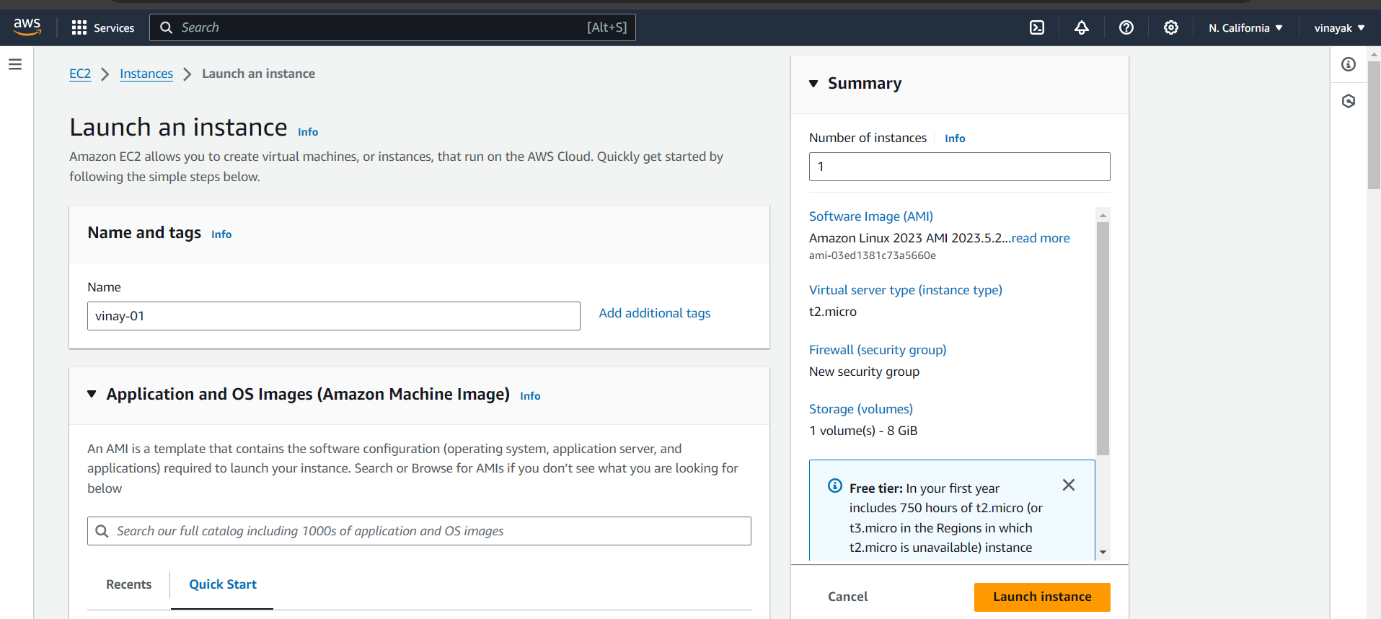 aws
Services
Search [Alt+S]
N. California ▼
vinayak ▼
EC2 > Instances > Launch an instance
Launch an instance Info
Amazon EC2 allows you to create virtual machines, or instances, that run on the AWS Cloud. Quickly get started by
following the simple steps below.
Name and tags Info
Name
vinay-01
Add additional tags
▼ Application and OS Images (Amazon Machine Image) Info
An AMI is a template that contains the software configuration (operating system, application server, and
applications) required to launch your instance. Search or Browse for AMIs if you don't see what you are looking for
below
Search our full catalog including 1000s of application and OS images
Recents
Quick Start
▼ Summary
Number of instances Info
1
Software Image (AMI)
Amazon Linux 2023 AMI 2023.5.2...read more
ami-03ed1381c73a5660e
Virtual server type (instance type)
t2.micro
Firewall (security group)
New security group
Storage (volumes)
1 volume(s) - 8 GiB
Free tier: In your first year
includes 750 hours of t2.micro (or
t3.micro in the Regions in which
t2.micro is unavailable) instance
Cancel
Launch instance